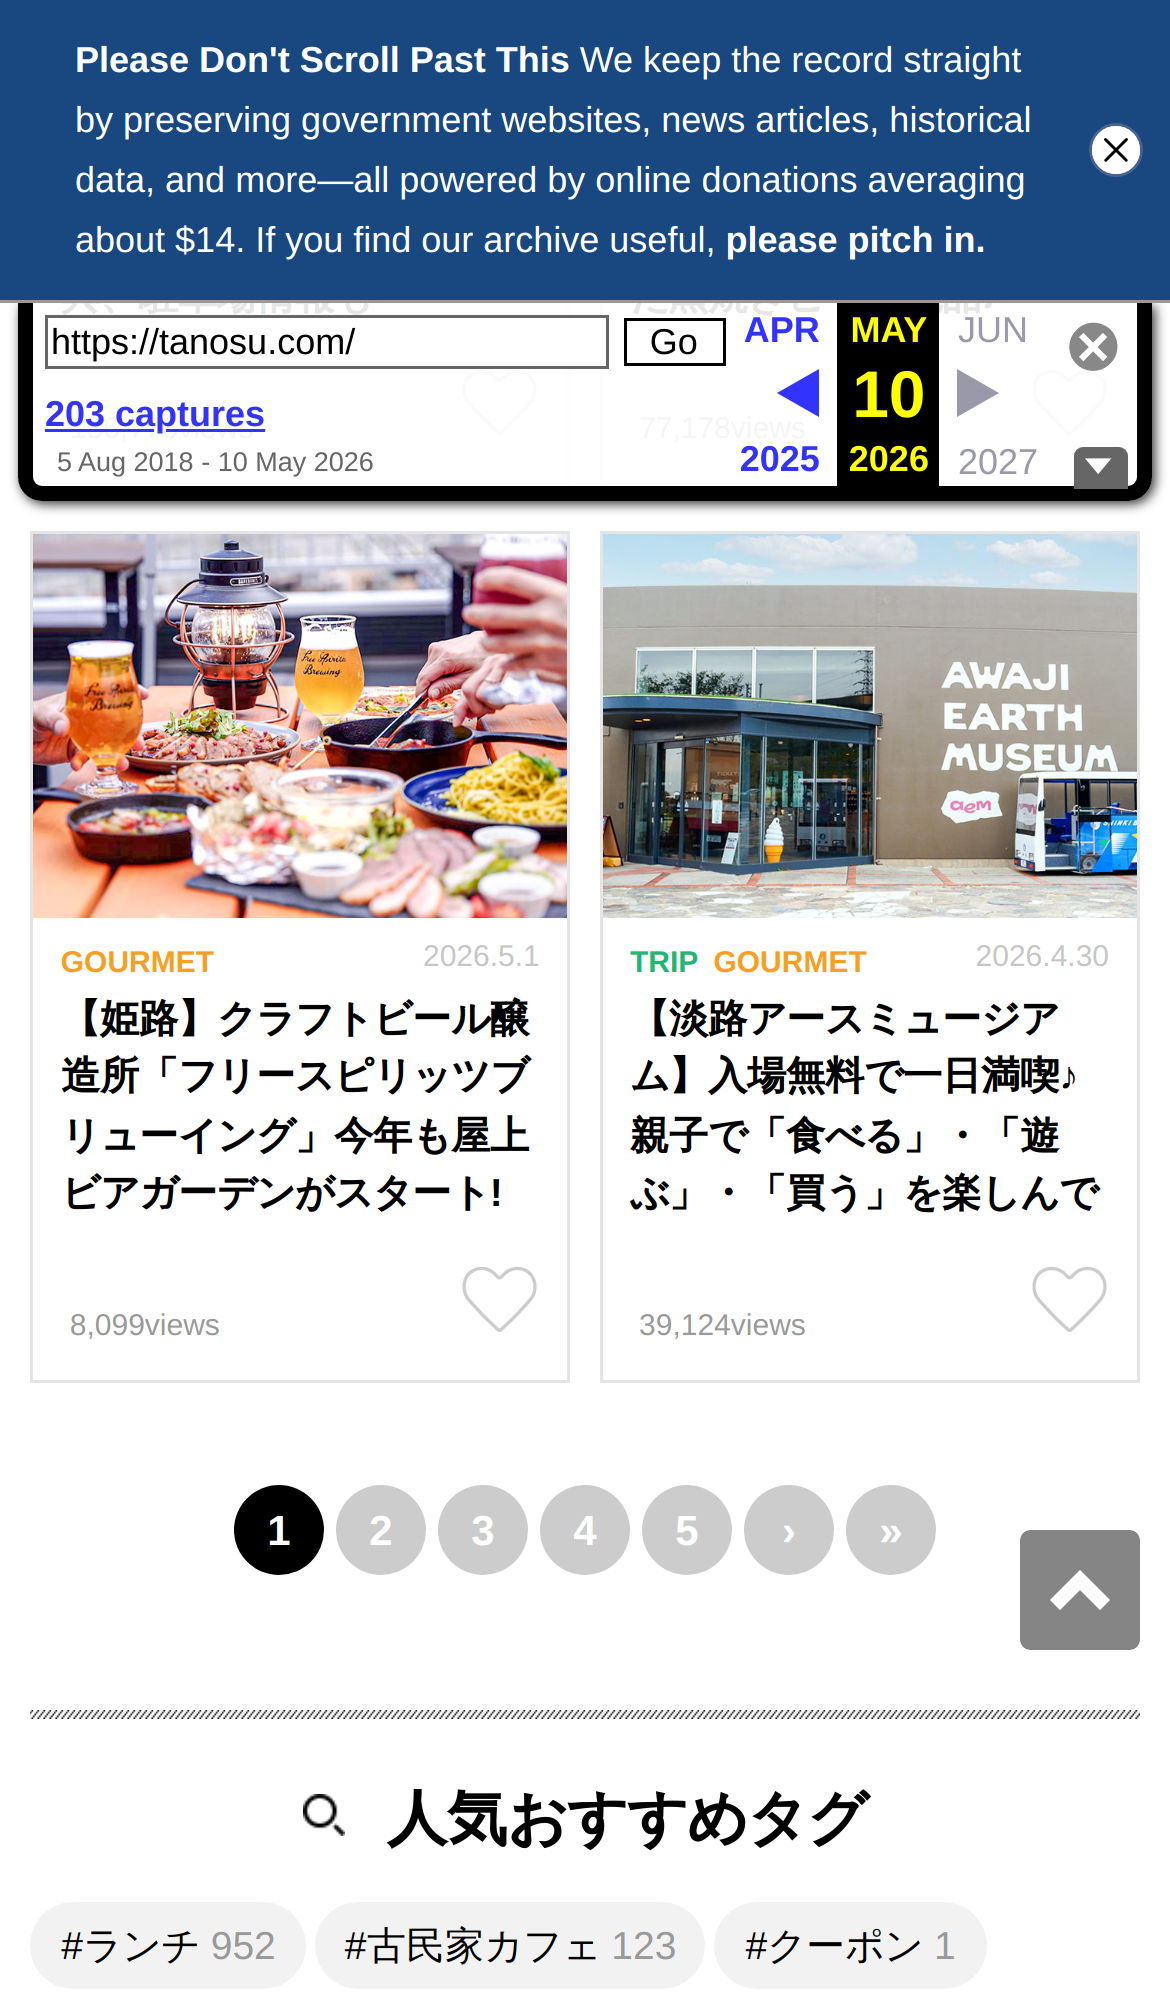 Please Don't Scroll Past This We keep the record straight
by preserving government websites, news articles, historical
data, and more—all powered by online donations averaging
about $14. If you find our archive useful, please pitch in.
https://tanosu.com/
Go
APR
MAY
JUN
10
203 captures
77,178views
5 Aug 2018 - 10 May 2026
2025
2026
2027
Free Spirits
Brewing
Free Spirits
Brewing
AWAJI
EARTH
MUSEUM
aem
GOURMET
2026.5.1
【姫路】クラフトビール醸
造所「フリースピリッツブ
リューイング」今年も屋上
ビアガーデンがスタート!
8,099views
TRIP GOURMET
2026.4.30
【淡路アースミュージア
ム】入場無料で一日満喫♪
親子で「食べる」・「遊
ぶ」・「買う」を楽しんで
39,124views
1 2 3 4 5 › »
人気おすすめタグ
#ランチ 952
#古民家カフェ 123
#クーポン 1